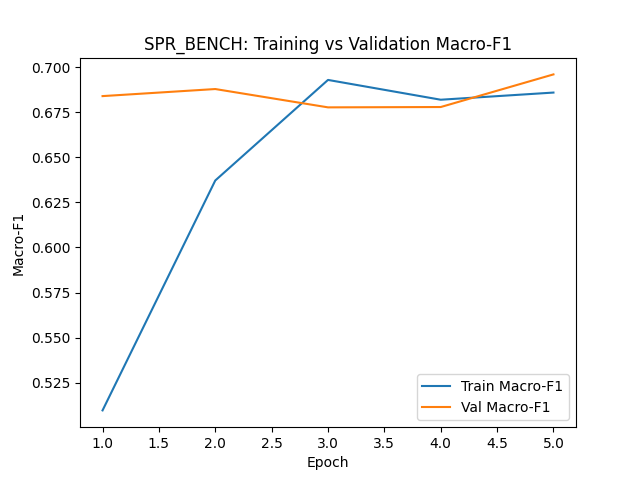 SPR_BENCH: Training vs Validation Macro-F1
Macro-F1
0.700
0.675
0.650
0.625
0.600
0.575
0.550
0.525
1.0 1.5 2.0 2.5 3.0 3.5 4.0 4.5 5.0
Epoch
Train Macro-F1
Val Macro-F1